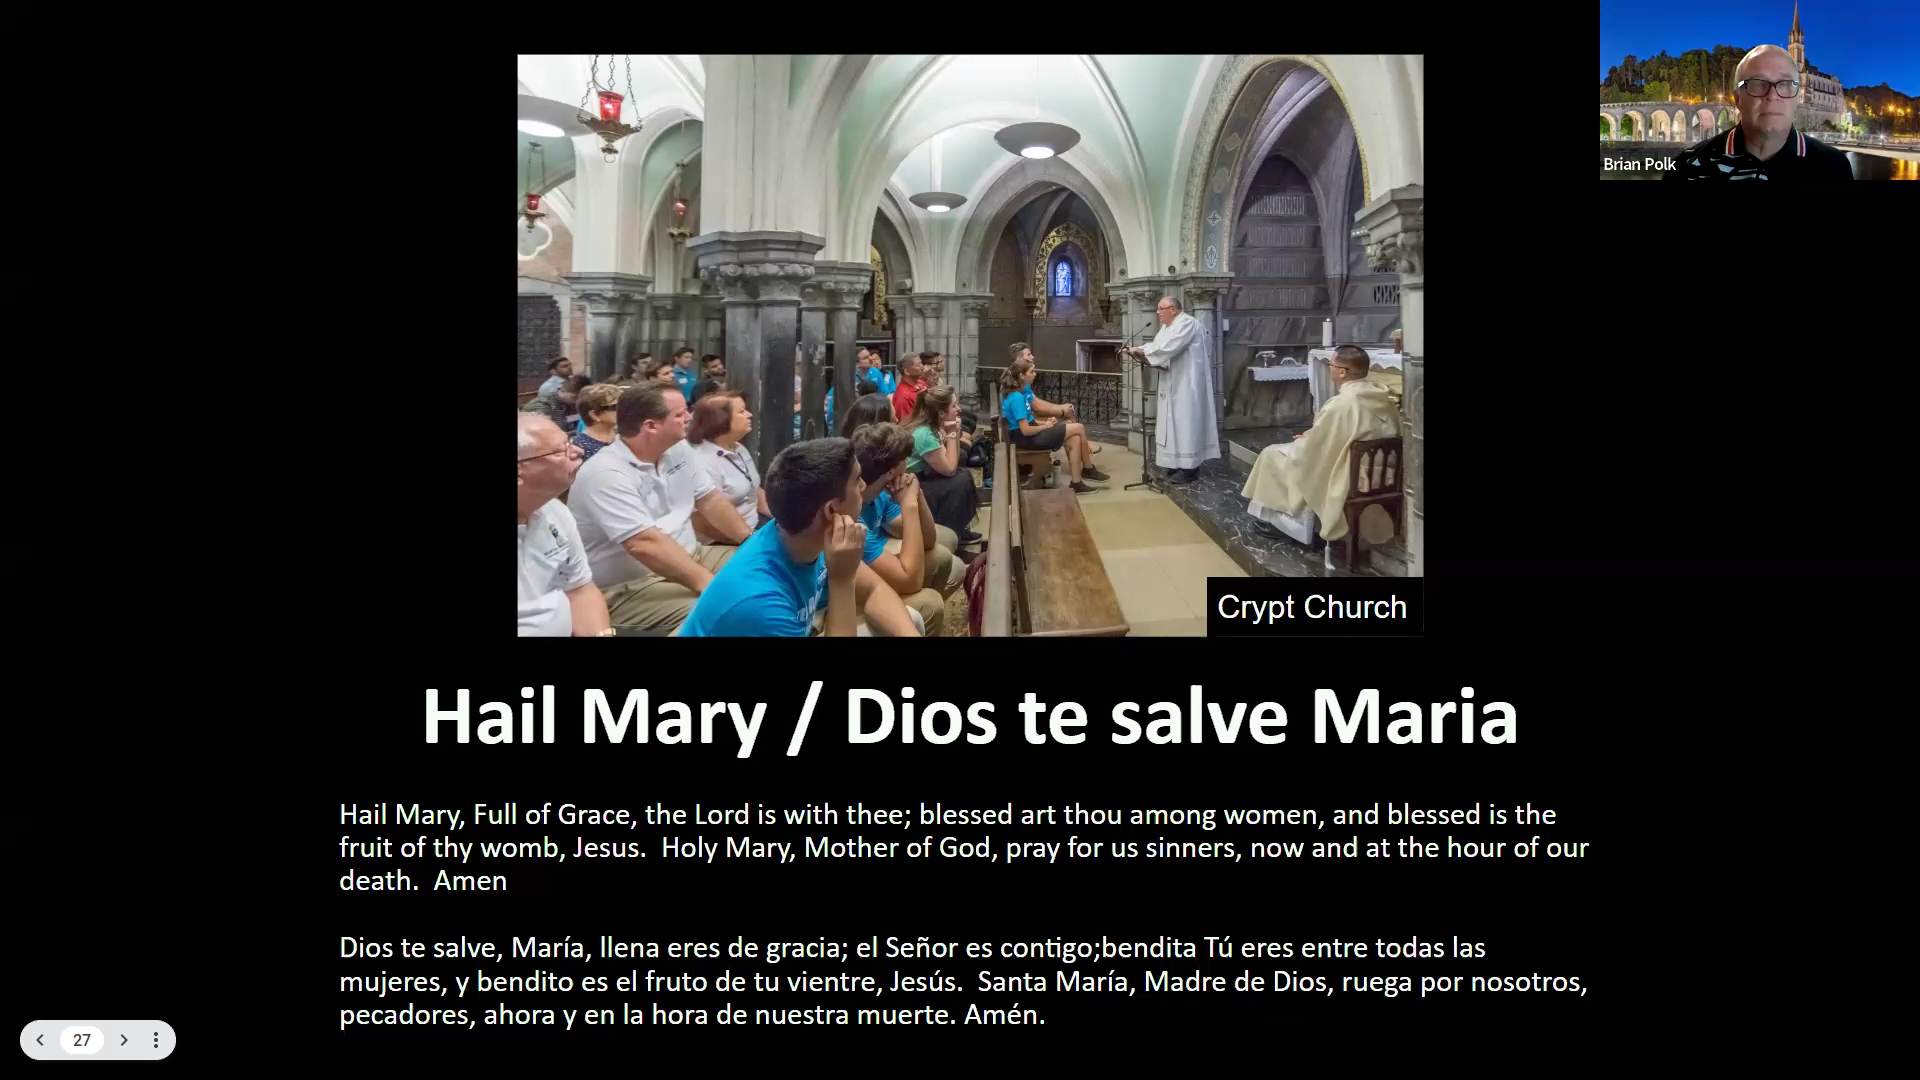 Brian Polk
Crypt Church
Hail Mary / Dios te salve Maria
Hail Mary, Full of Grace, the Lord is with thee; blessed art thou among women, and blessed is the
fruit of thy womb, Jesus.  Holy Mary, Mother of God, pray for us sinners, now and at the hour of our
death.  Amen
Dios te salve, María, llena eres de gracia; el Señor es contigo;bendita Tú eres entre todas las
mujeres, y bendito es el fruto de tu vientre, Jesús.  Santa María, Madre de Dios, ruega por nosotros,
pecadores, ahora y en la hora de nuestra muerte. Amén.
27